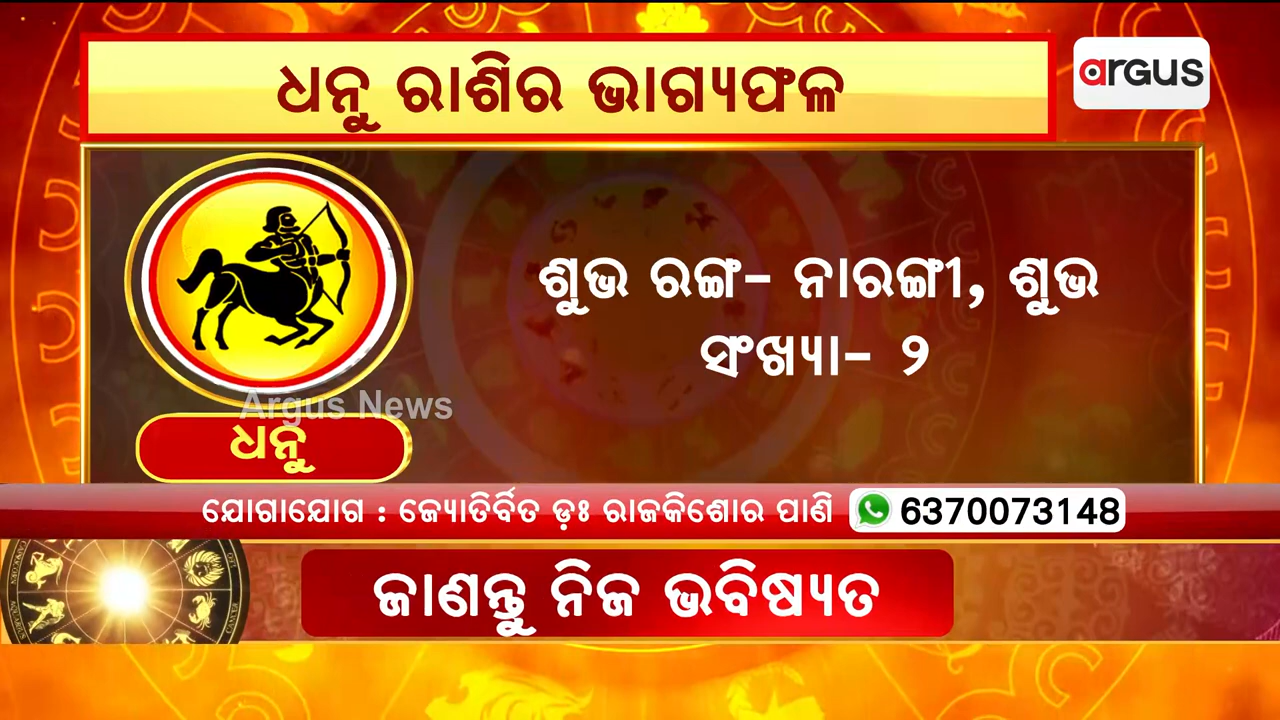 ଧନୁ ରାଶିର ଭାଗ୍ୟଫଳ
argus
ଶୁଭ ରଙ୍ଗ- ନାରଙ୍ଗୀ, ଶୁଭ
ସଂଖ୍ୟା- ୨
Argus News
ଧନୁ
ଯୋଗାଯୋଗ : ଜ୍ୟୋତିର୍ବିତ ଡ଼ଃ ରାଜକିଶୋର ପାଣି 6370073148
ଜାଣନ୍ତୁ ନିଜ ଭବିଷ୍ୟତ